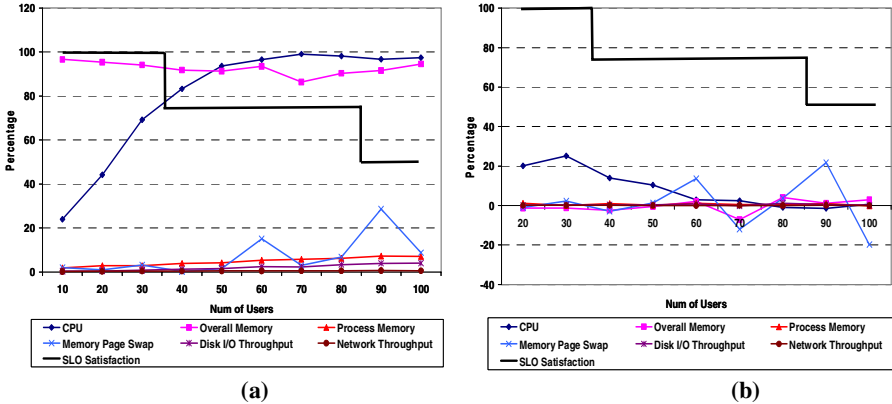 120
100
80
60
40
20
0
Percentage
10 20 30 40 50 60 70 80 90 100
Num of Users
CPU Overall Memory Process Memory
Memory Page Swap Disk I/O Throughput Network Throughput
SLO Satisfaction
(a)
100
80
60
40
20
0
-20
-40
Percentage
20 30 40 50 60 70 80 90 100
Num of Users
CPU Overall Memory Process Memory
Memory Page Swap Disk I/O Throughput Network Throughput
SLO Satisfaction
(b)